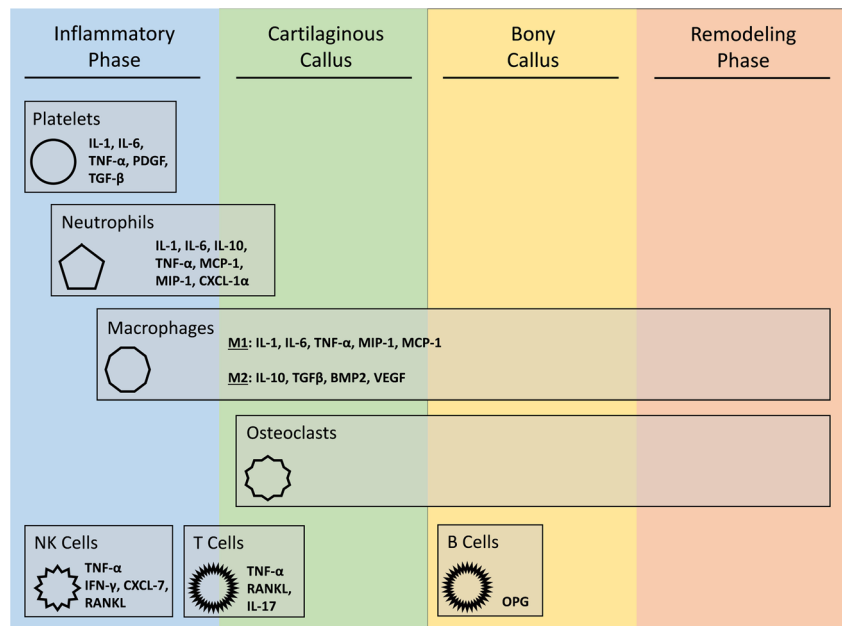 Inflammatory
Phase
Cartilaginous
Callus
Bony
Callus
Remodeling
Phase
Platelets
IL-1, IL-6,
TNF-α, PDGF,
TGF-β
Neutrophils
IL-1, IL-6, IL-10,
TNF-α, MCP-1,
MIP-1, CXCL-1α
Macrophages
M1: IL-1, IL-6, TNF-α, MIP-1, MCP-1
M2: IL-10, TGFβ, BMP2, VEGF
Osteoclasts
NK Cells
TNF-α
IFN-γ, CXCL-7,
RANKL
T Cells
TNF-α
RANKL,
IL-17
B Cells
OPG